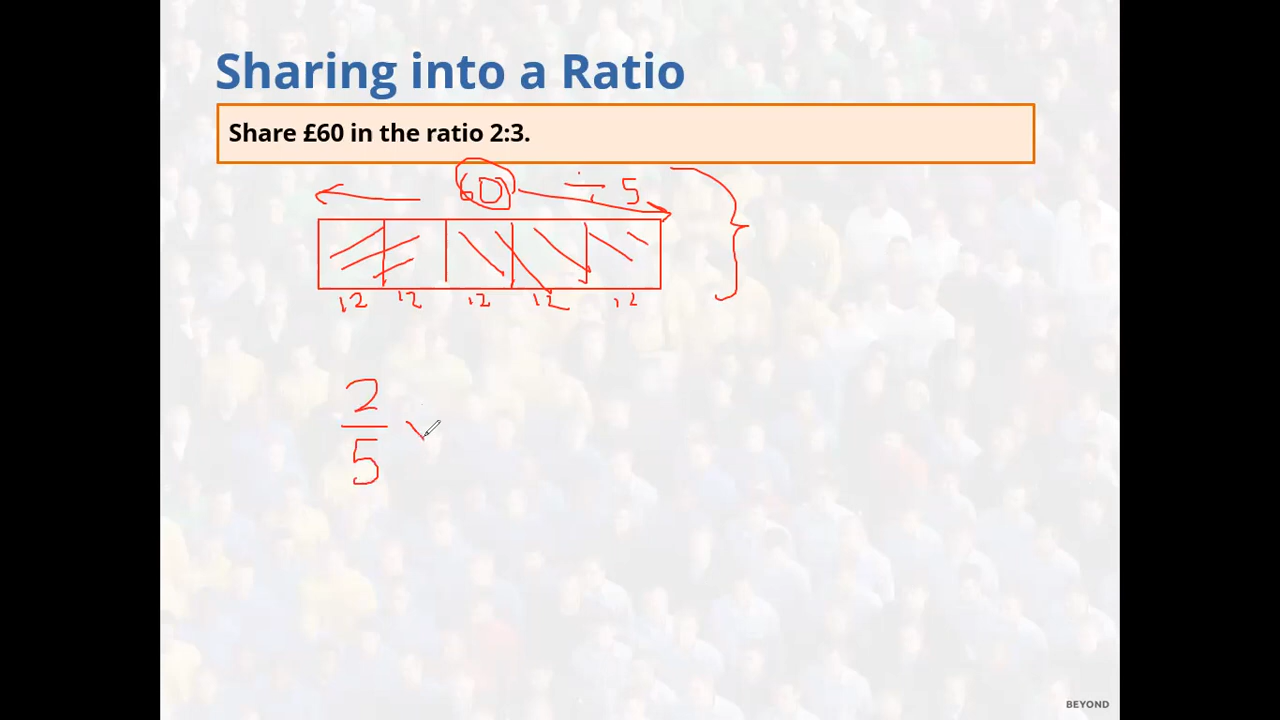 Sharing into a Ratio
Share £60 in the ratio 2:3.
60 ÷ 5
12 12 12 12 12
2
5
BEYOND